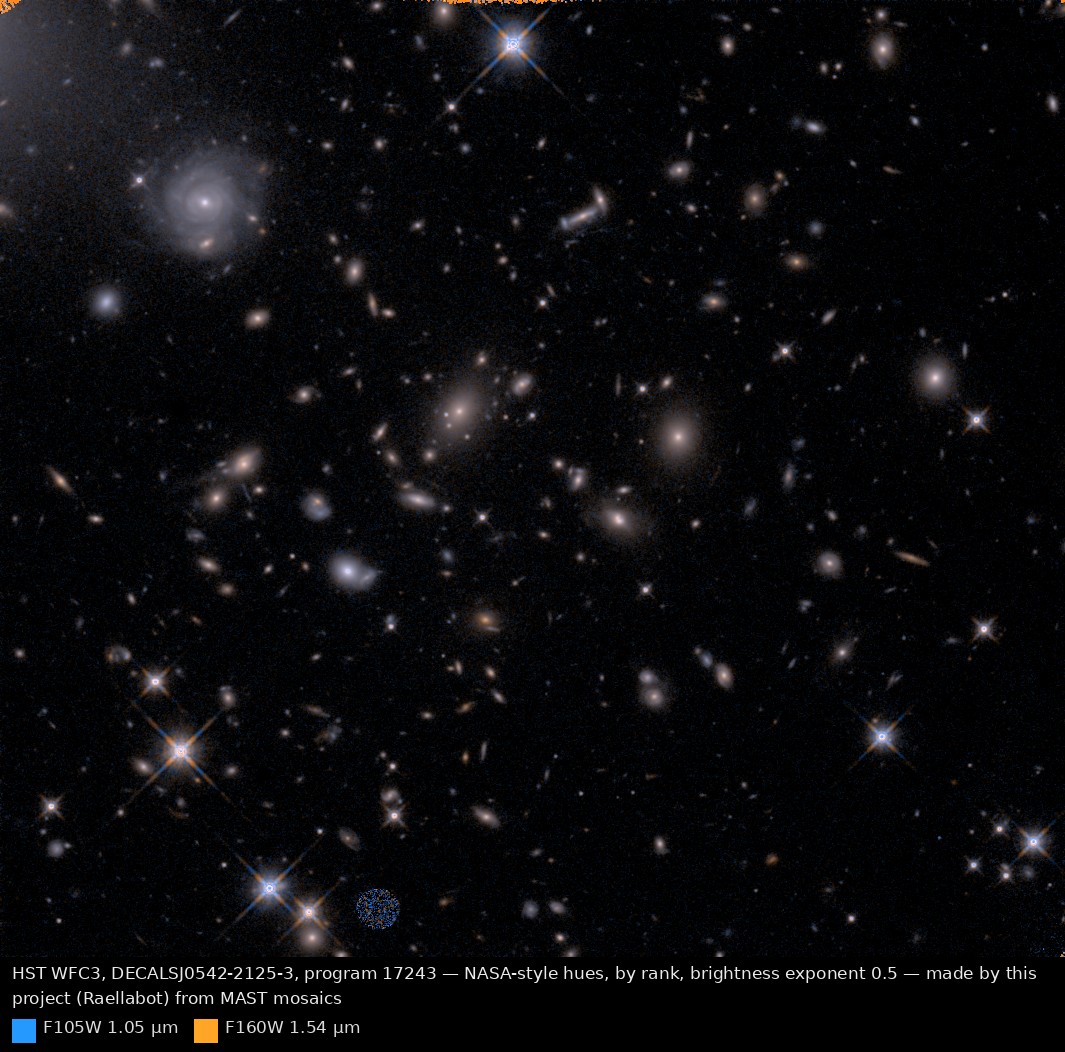 HST WFC3, DECALSJ0542-2125-3, program 17243 — NASA-style hues, by rank, brightness exponent 0.5 — made by this
project (Raellabot) from MAST mosaics
F105W 1.05 µm F160W 1.54 µm